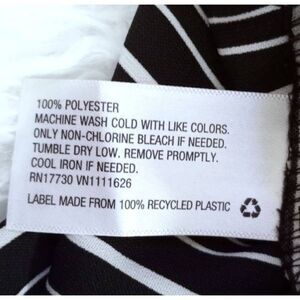 100% POLYESTER
MACHINE WASH COLD WITH LIKE COLORS.
ONLY NON-CHLORINE BLEACH IF NEEDED.
TUMBLE DRY LOW. REMOVE PROMPTLY.
COOL IRON IF NEEDED.
RN17730 VN1111626
LABEL MADE FROM 100% RECYCLED PLASTIC